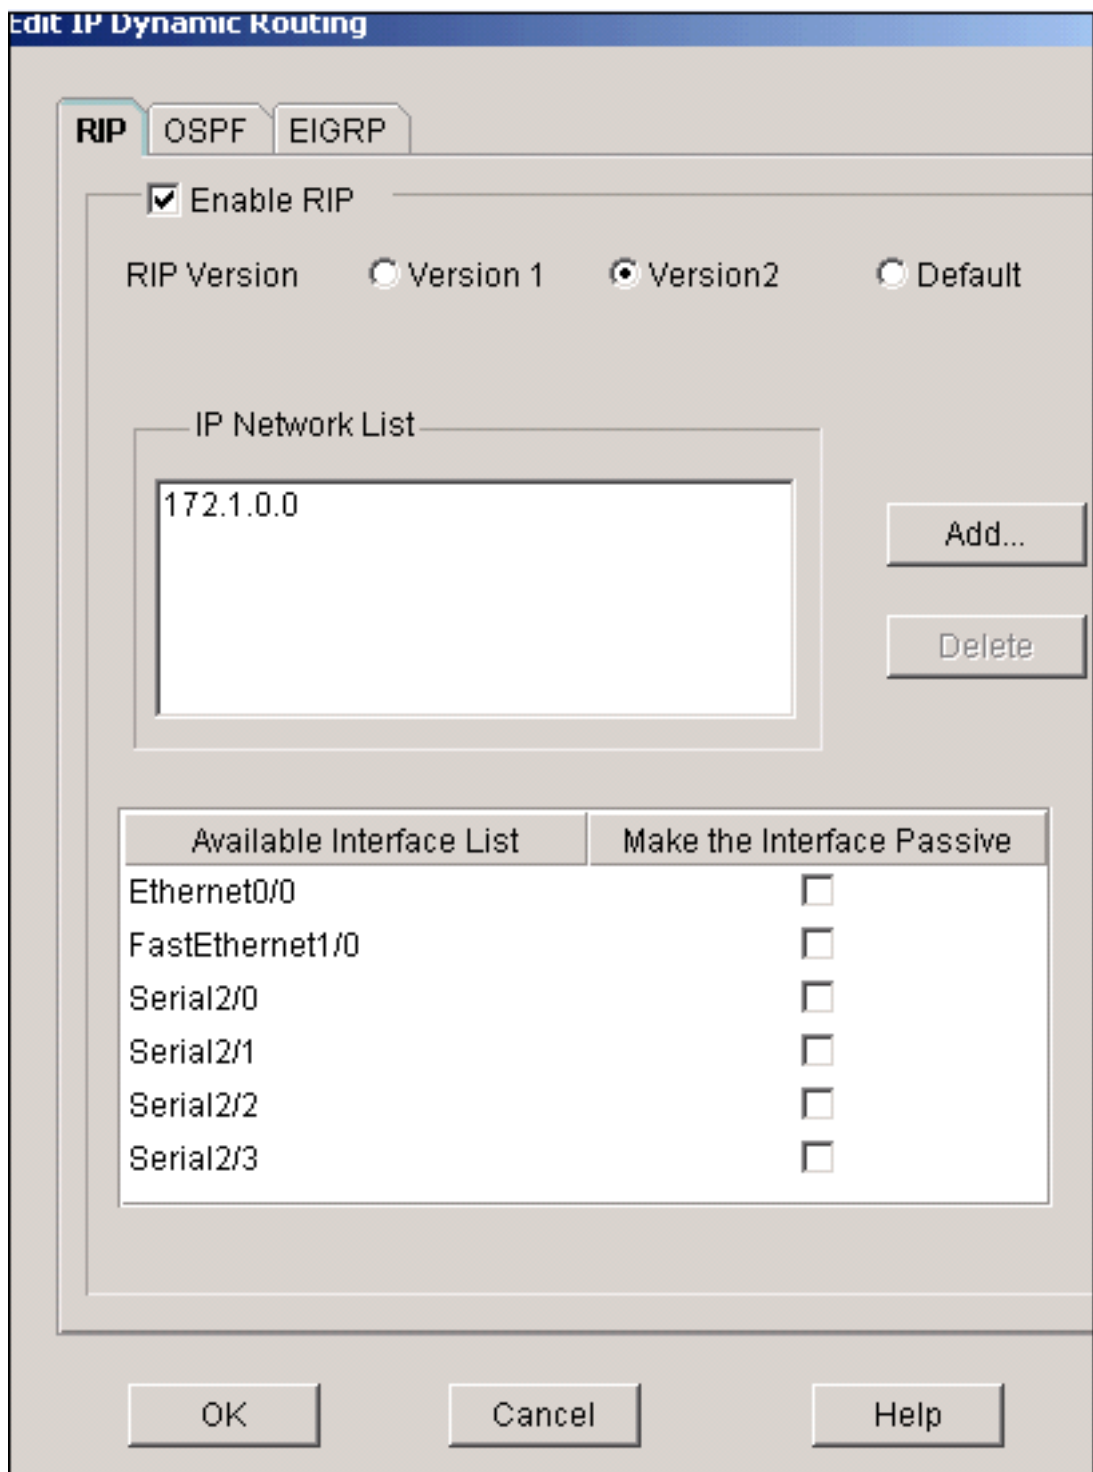 Edit IP Dynamic Routing
RIP OSPF EIGRP
Enable RIP
RIP Version Version 1 Version2 Default
IP Network List
172.1.0.0
Add...
Delete
Available Interface List Make the Interface Passive
Ethernet0/0
FastEthernet1/0
Serial2/0
Serial2/1
Serial2/2
Serial2/3
OK Cancel Help